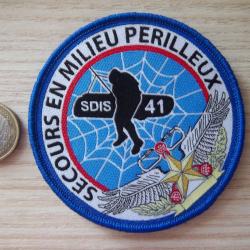 SECOURS EN MILIEU PERILLEUX
SDIS 41